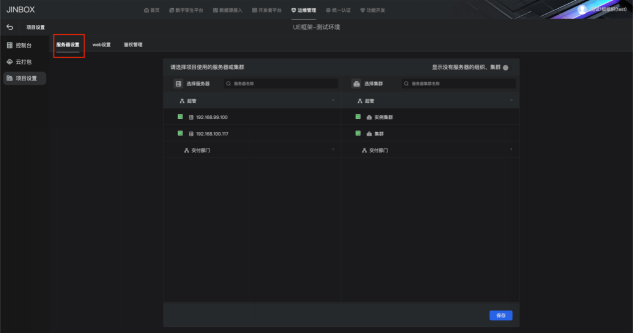 JINBOX
首页
数字孪生平台
数据源接入
开发者平台
运维管理
统一认证
功能开发
项目设置
UE框架--测试环境
控制台
云打包
项目设置
服务器设置
web设置
鉴权管理
请选择项目使用的服务器或集群
显示没有服务器的组织、集群
选择服务器
服务器名称
选择集群
服务器集群名称
超管
超管
192.168.99.100
实例集群
192.168.100.117
集群
交付部门
交付部门
保存